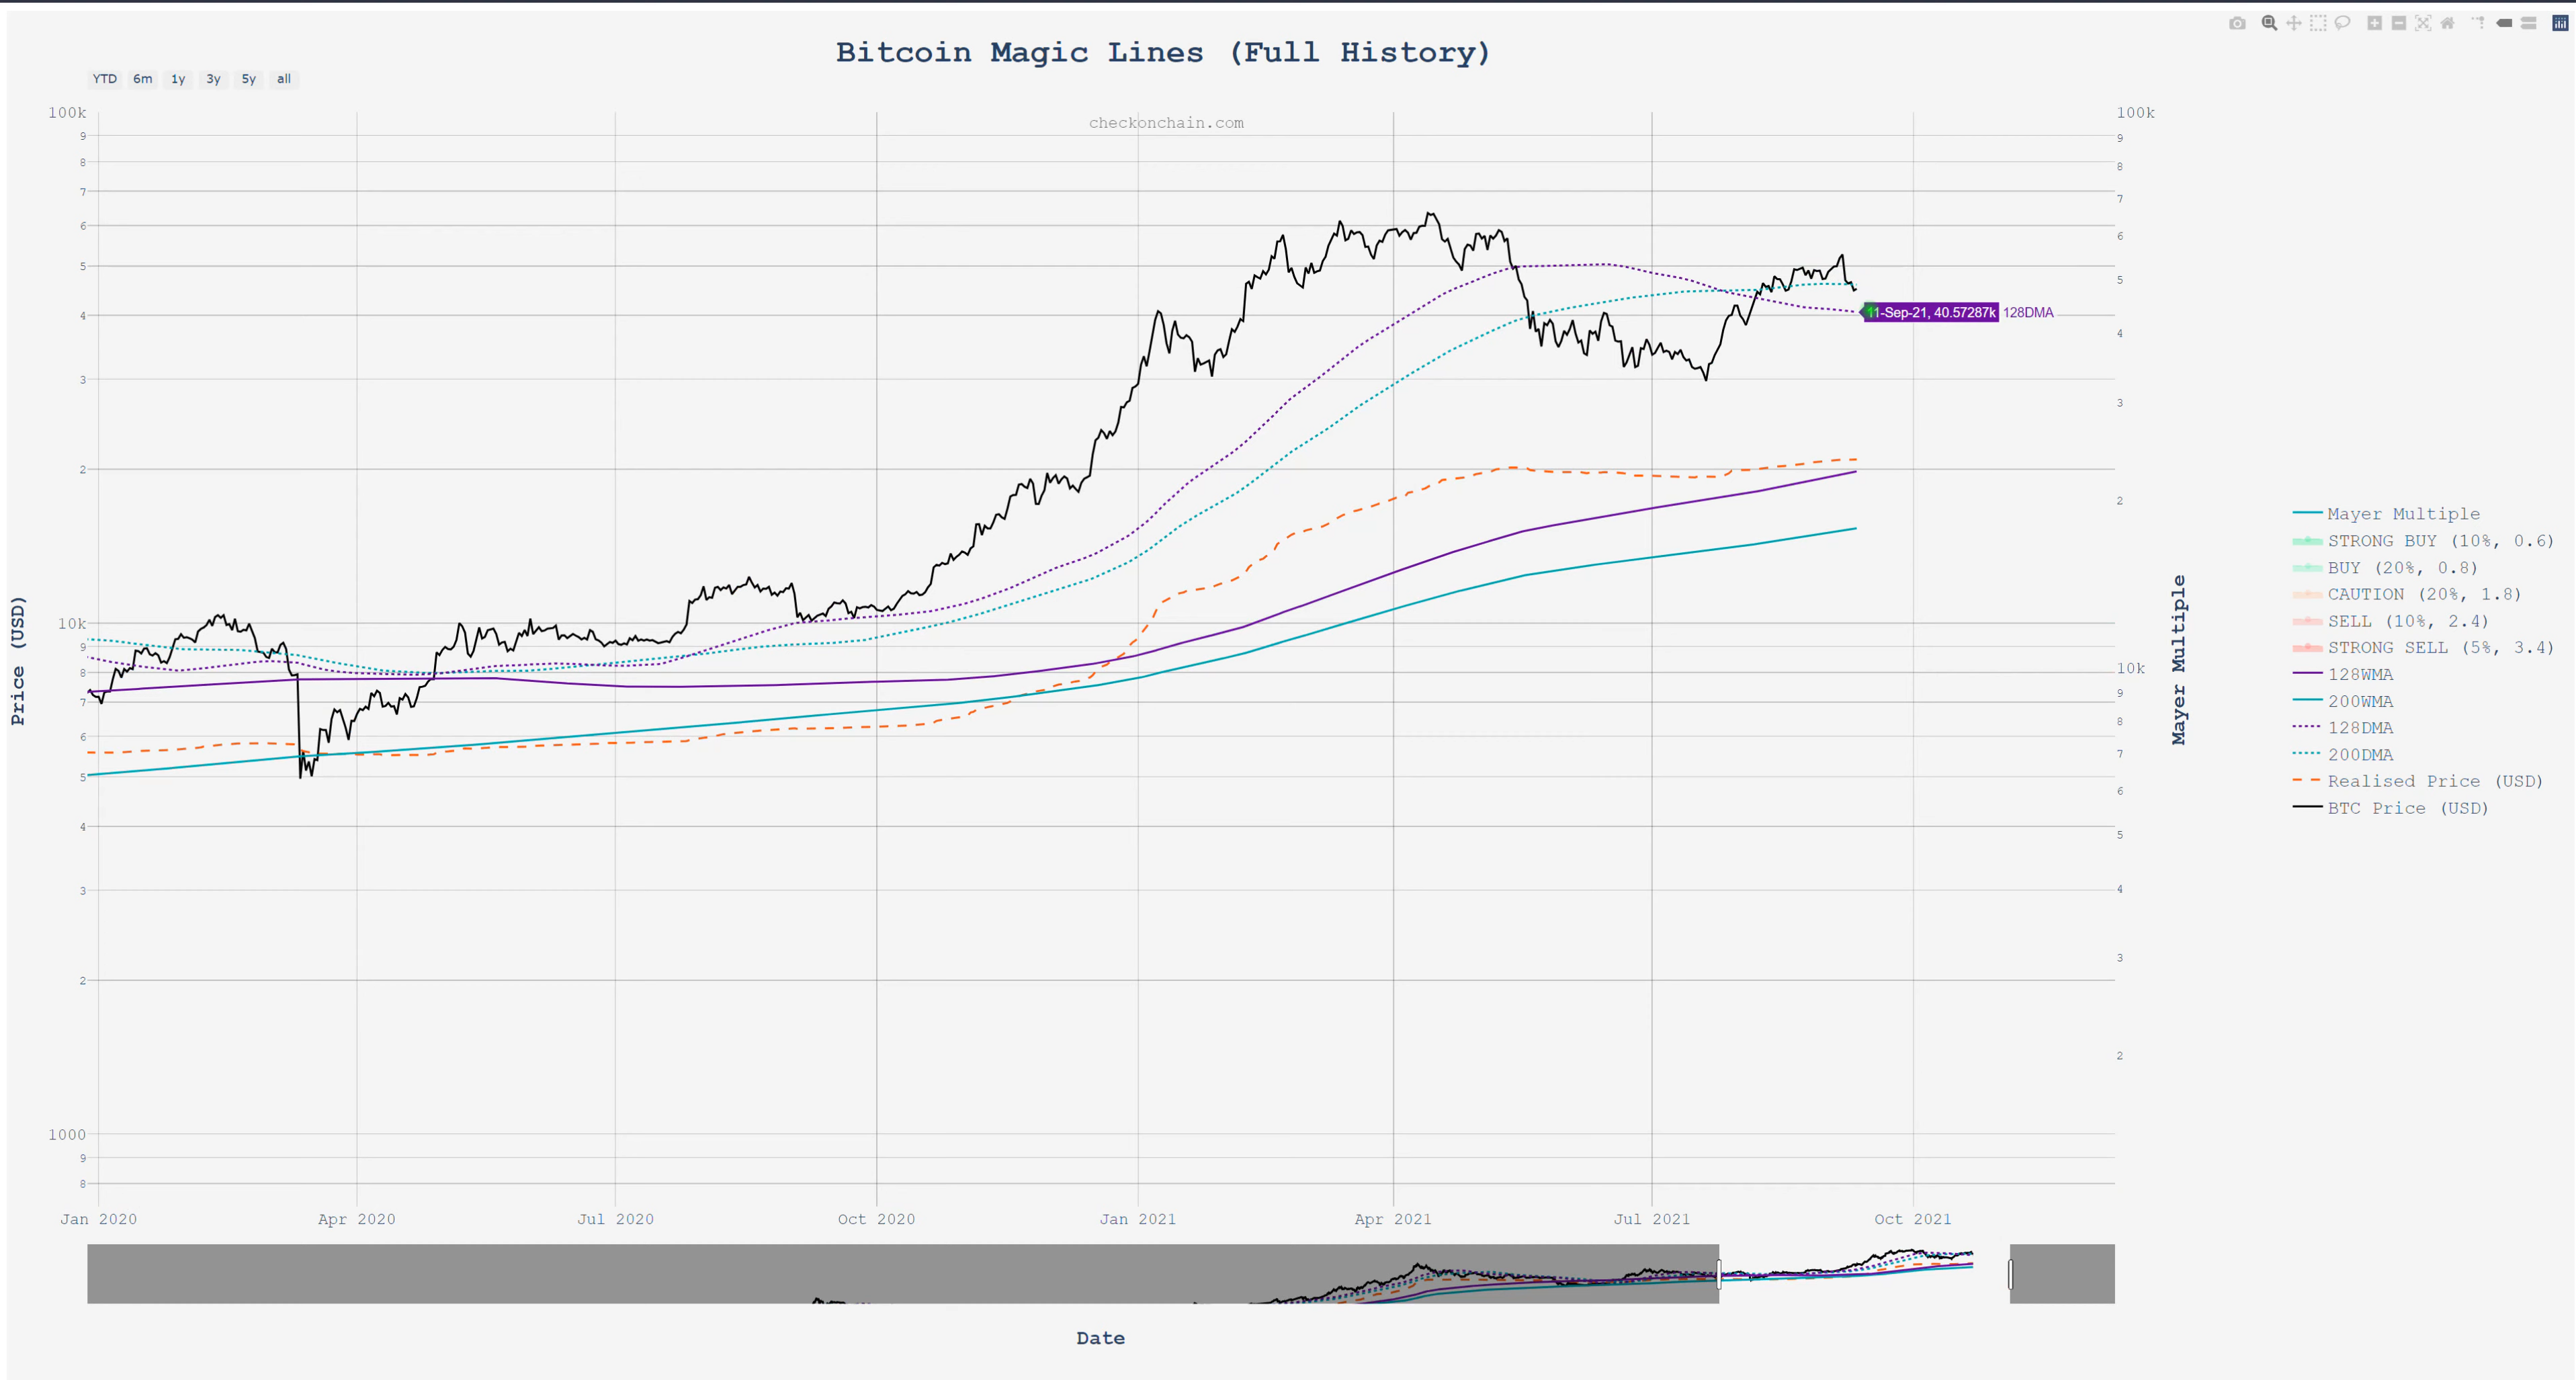 Bitcoin Magic Lines (Full History)
YTD 6m 1y 3y 5y all
checkonchain.com
100k
9
8
7
6
5
4
3
2
10k
9
8
7
6
5
4
3
2
1000
9
8
Price (USD)
11-Sep-21, 40.57287k 128DMA
100k
9
8
7
6
5
4
3
2
10k
9
8
7
6
5
4
3
2
Mayer Multiple
Mayer Multiple
STRONG BUY (10%, 0.6)
BUY (20%, 0.8)
CAUTION (20%, 1.8)
SELL (10%, 2.4)
STRONG SELL (5%, 3.4)
128WMA
200WMA
128DMA
200DMA
Realised Price (USD)
BTC Price (USD)
Jan 2020 Apr 2020 Jul 2020 Oct 2020 Jan 2021 Apr 2021 Jul 2021 Oct 2021
Date